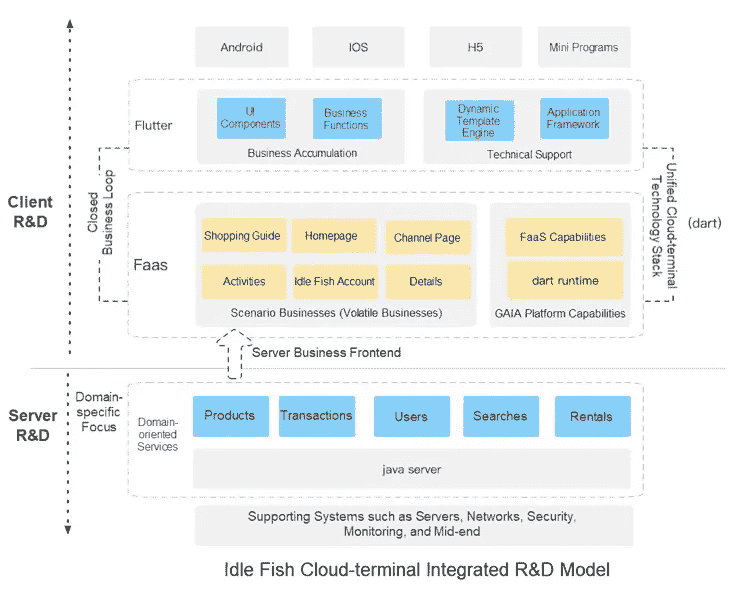 Android
IOS
H5
Mini Programs
Flutter
UI
Components
Business
Functions
Business Accumulation
Dynamic
Template
Engine
Application
Framework
Technical Support
Client
R&D
Closed
Business Loop
Unified Cloud-terminal
Technology Stack
(dart)
Faas
Shopping Guide
Homepage
Channel Page
Activities
Idle Fish Account
Details
Scenario Businesses (Volatile Businesses)
FaaS Capabilities
dart runtime
GAIA Platform Capabilities
Server Business Frontend
Server
R&D
Domain-
specific
Focus
Domain-
oriented
Services
Products
Transactions
Users
Searches
Rentals
java server
Supporting Systems such as Servers, Networks, Security,
Monitoring, and Mid-end
Idle Fish Cloud-terminal Integrated R&D Model